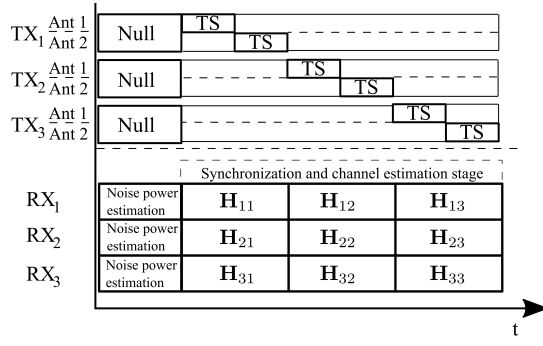 TX₁ Ant 1 Null TS
Ant 2 TS
TX₂ Ant 1 Null TS
Ant 2 TS
TX₃ Ant 1 Null TS
Ant 2 TS
Synchronization and channel estimation stage
RX₁ Noise power estimation H₁₁ H₁₂ H₁₃
RX₂ Noise power estimation H₂₁ H₂₂ H₂₃
RX₃ Noise power estimation H₃₁ H₃₂ H₃₃
t